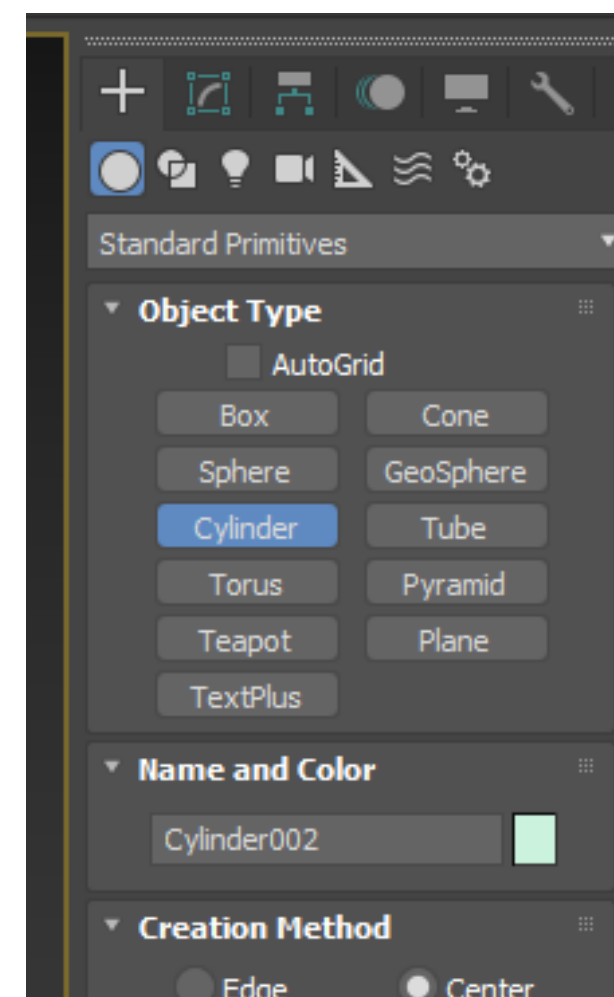 Standard Primitives
Object Type
AutoGrid
Box Cone
Sphere GeoSphere
Cylinder Tube
Torus Pyramid
Teapot Plane
TextPlus
Name and Color
Cylinder002
Creation Method
Edge Center